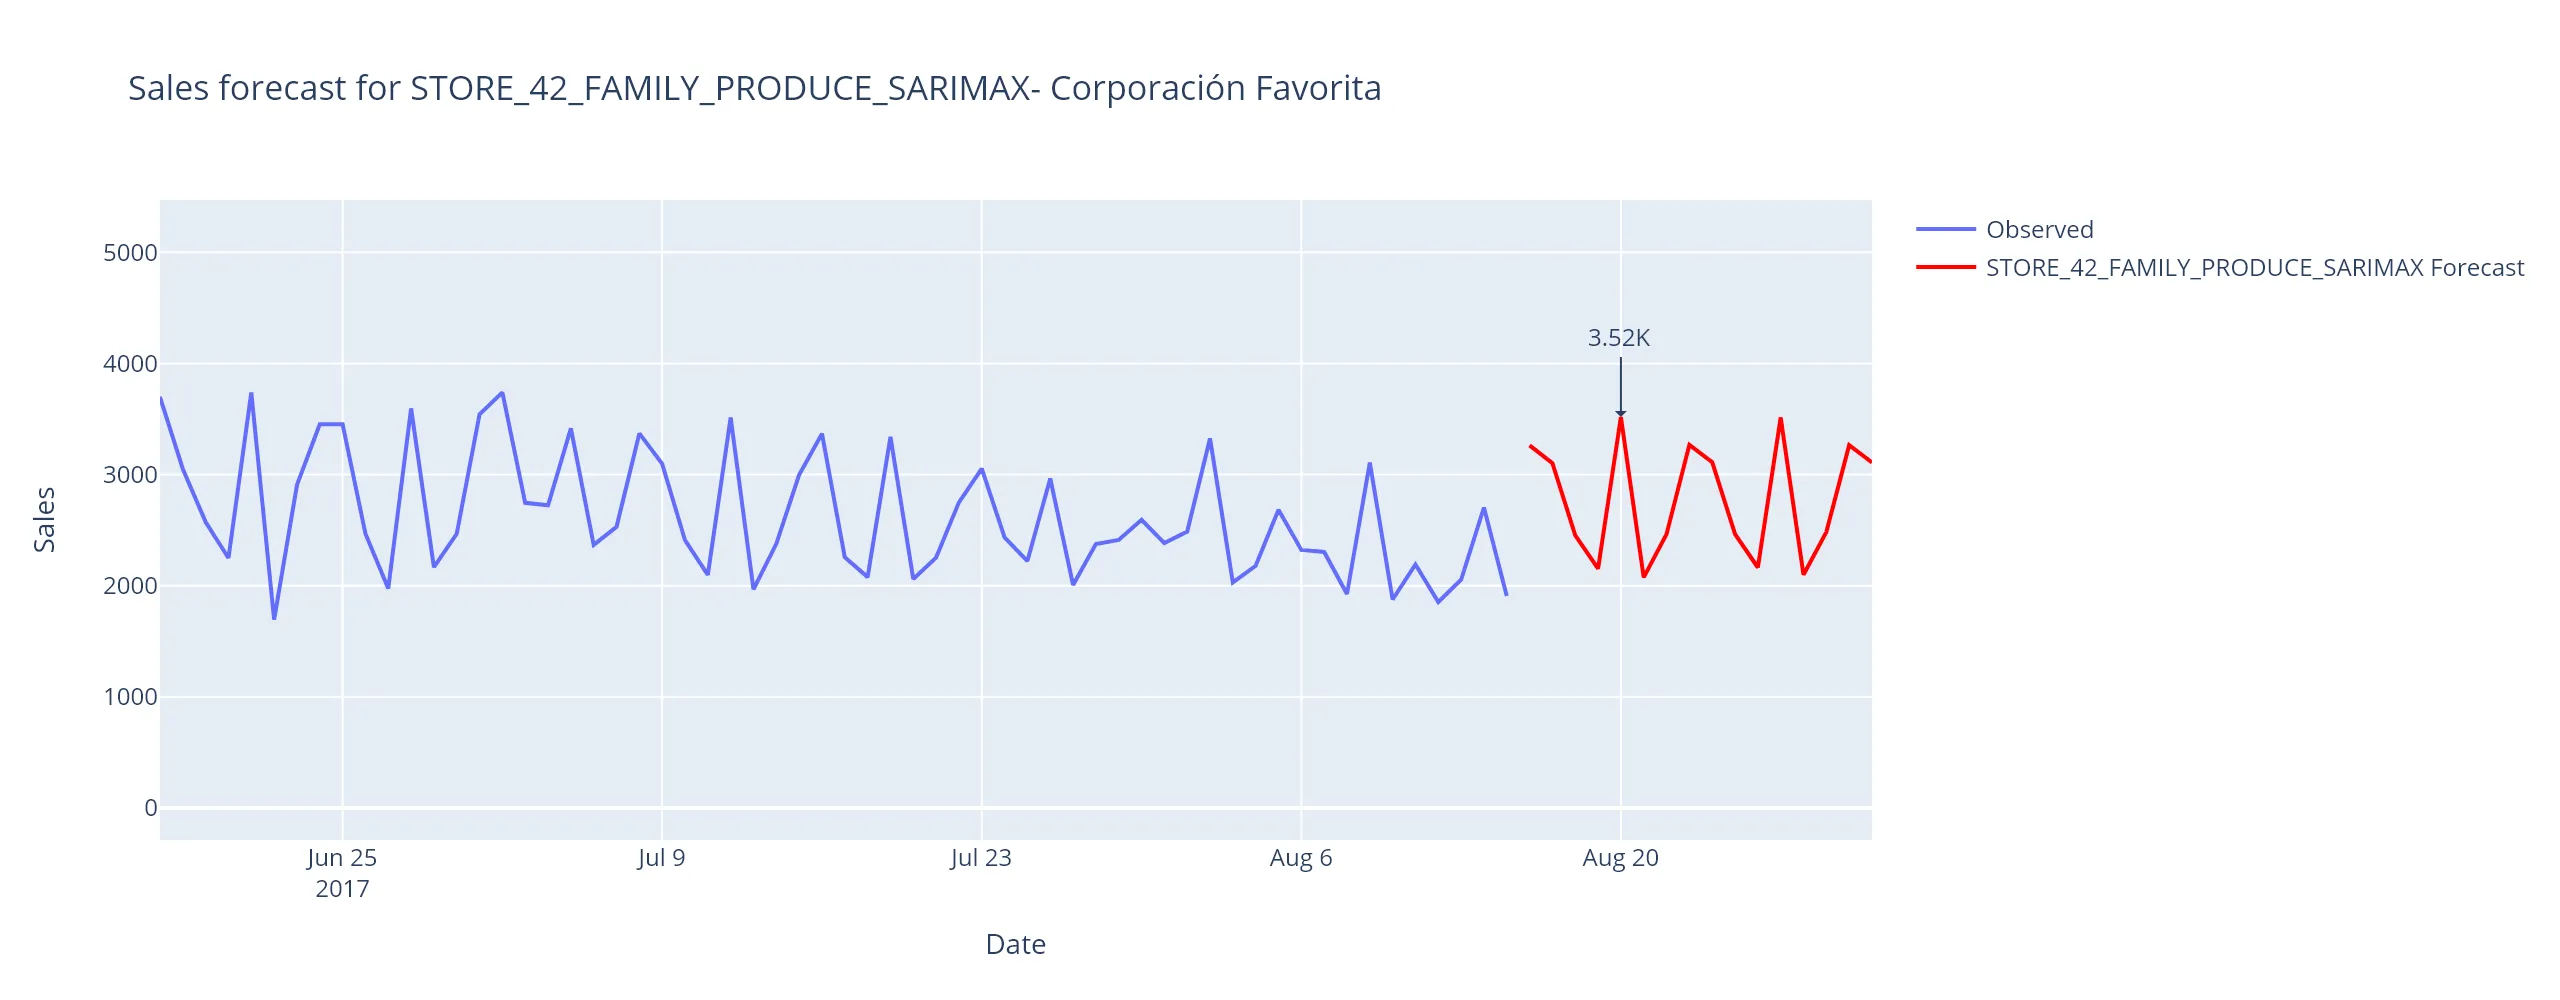 Sales forecast for STORE_42_FAMILY_PRODUCE_SARIMAX- Corporación Favorita
Observed
STORE_42_FAMILY_PRODUCE_SARIMAX Forecast
3.52K
Sales
5000
4000
3000
2000
1000
0
Jun 25
2017
Jul 9
Jul 23
Aug 6
Aug 20
Date